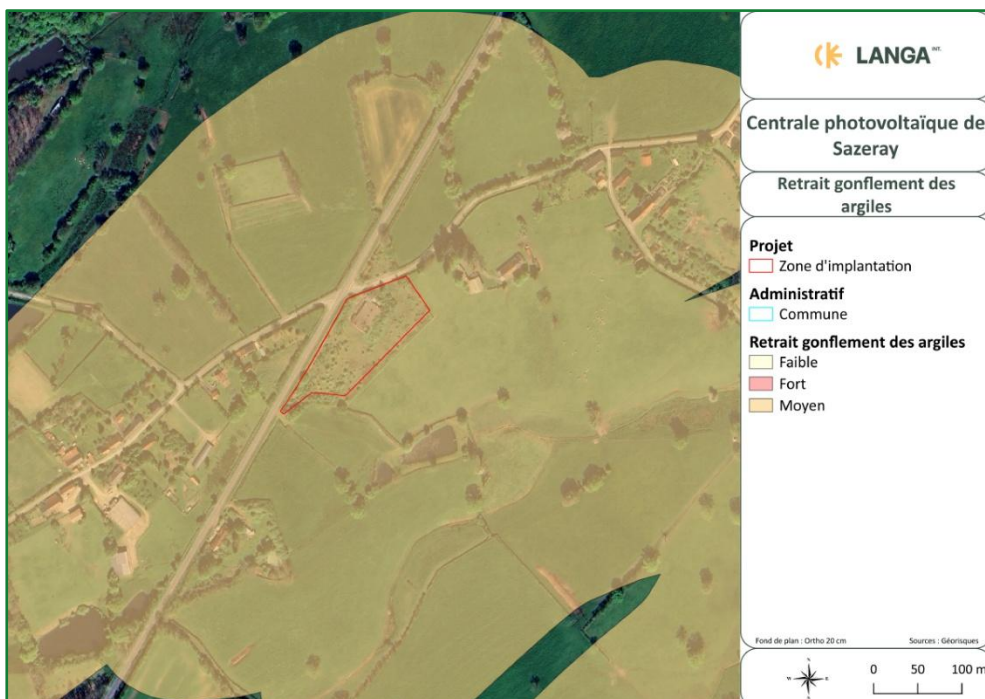 LANGA INT.
Centrale photovoltaïque de
Sazeray
Retrait gonflement des
argiles
Projet
Zone d'implantation
Administratif
Commune
Retrait gonflement des argiles
Faible
Fort
Moyen
Fond de plan : Ortho 20 cm Sources : Géorisques
0 50 100 m